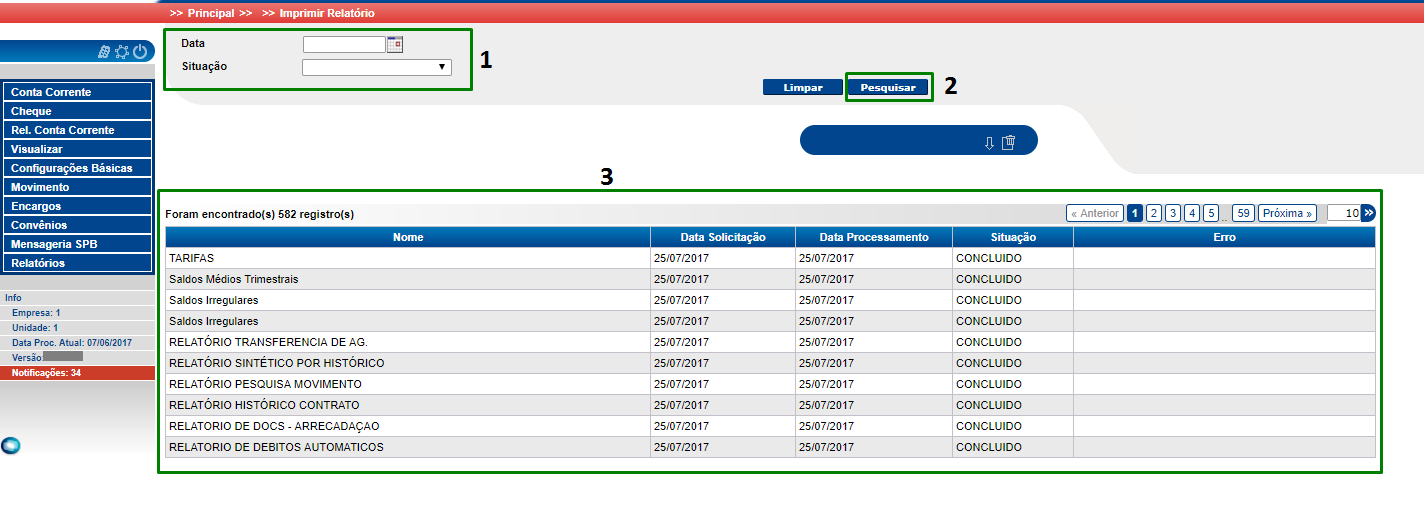 >> Principal >> >> Imprimir Relatório
Data
1
Situação
Limpar Pesquisar 2
Conta Corrente
Cheque
Rel. Conta Corrente
Visualizar
Configurações Básicas
Movimento
Encargos
Convênios
Mensageria SPB
Relatórios
Info
Empresa: 1
Unidade: 1
Data Proc. Atual: 07/06/2017
Versão:
Notificações: 34
3
Foram encontrado(s) 582 registro(s) « Anterior 1 2 3 4 5 .. 59 Próxima » 10 »
Nome Data Solicitação Data Processamento Situação Erro
TARIFAS 25/07/2017 25/07/2017 CONCLUIDO
Saldos Médios Trimestrais 25/07/2017 25/07/2017 CONCLUIDO
Saldos Irregulares 25/07/2017 25/07/2017 CONCLUIDO
Saldos Irregulares 25/07/2017 25/07/2017 CONCLUIDO
RELATÓRIO TRANSFERENCIA DE AG. 25/07/2017 25/07/2017 CONCLUIDO
RELATÓRIO SINTÉTICO POR HISTÓRICO 25/07/2017 25/07/2017 CONCLUIDO
RELATÓRIO PESQUISA MOVIMENTO 25/07/2017 25/07/2017 CONCLUIDO
RELATÓRIO HISTÓRICO CONTRATO 25/07/2017 25/07/2017 CONCLUIDO
RELATORIO DE DOCS - ARRECADAÇAO 25/07/2017 25/07/2017 CONCLUIDO
RELATORIO DE DEBITOS AUTOMATICOS 25/07/2017 25/07/2017 CONCLUIDO